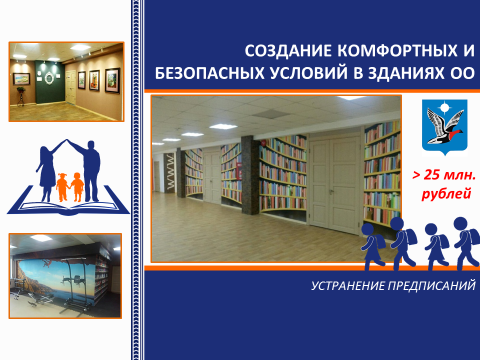 СОЗДАНИЕ КОМФОРТНЫХ И
БЕЗОПАСНЫХ УСЛОВИЙ В ЗДАНИЯХ ОО
> 25 млн.
рублей
УСТРАНЕНИЕ ПРЕДПИСАНИЙ